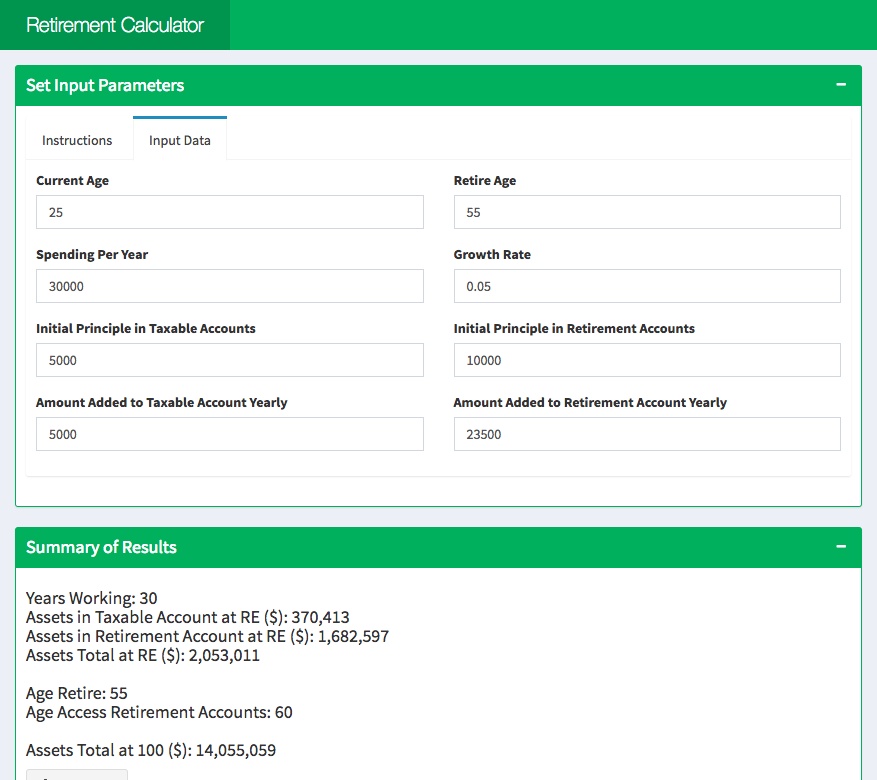 Retirement Calculator
Set Input Parameters
Instructions
Input Data
Current Age
Retire Age
25
55
Spending Per Year
Growth Rate
30000
0.05
Initial Principle in Taxable Accounts
Initial Principle in Retirement Accounts
5000
10000
Amount Added to Taxable Account Yearly
Amount Added to Retirement Account Yearly
5000
23500
Summary of Results
Years Working: 30
Assets in Taxable Account at RE ($): 370,413
Assets in Retirement Account at RE ($): 1,682,597
Assets Total at RE ($): 2,053,011
Age Retire: 55
Age Access Retirement Accounts: 60
Assets Total at 100 ($): 14,055,059